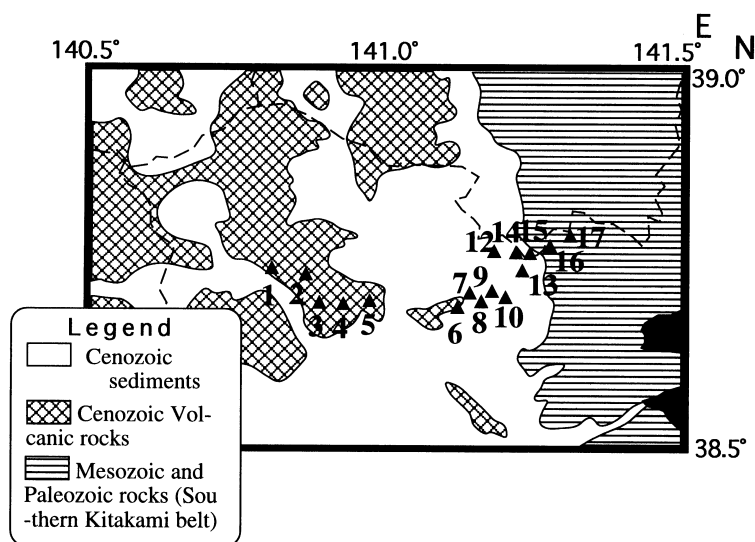 E
N
140.5°
141.0°
141.5°
39.0°
12
14
15
17
16
1
2
3
4
5
7
9
13
6
8
10
38.5°
Legend
Cenozoic
sediments
Cenozoic Vol-
canic rocks
Mesozoic and
Paleozoic rocks (Sou
-thern Kitakami belt)